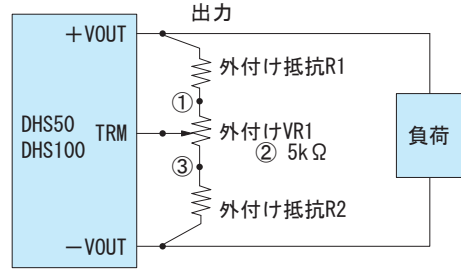 出力
+VOUT
外付け抵抗R1
①
DHS50
DHS100
TRM
外付けVR1
② 5kΩ
負荷
③
外付け抵抗R2
-VOUT